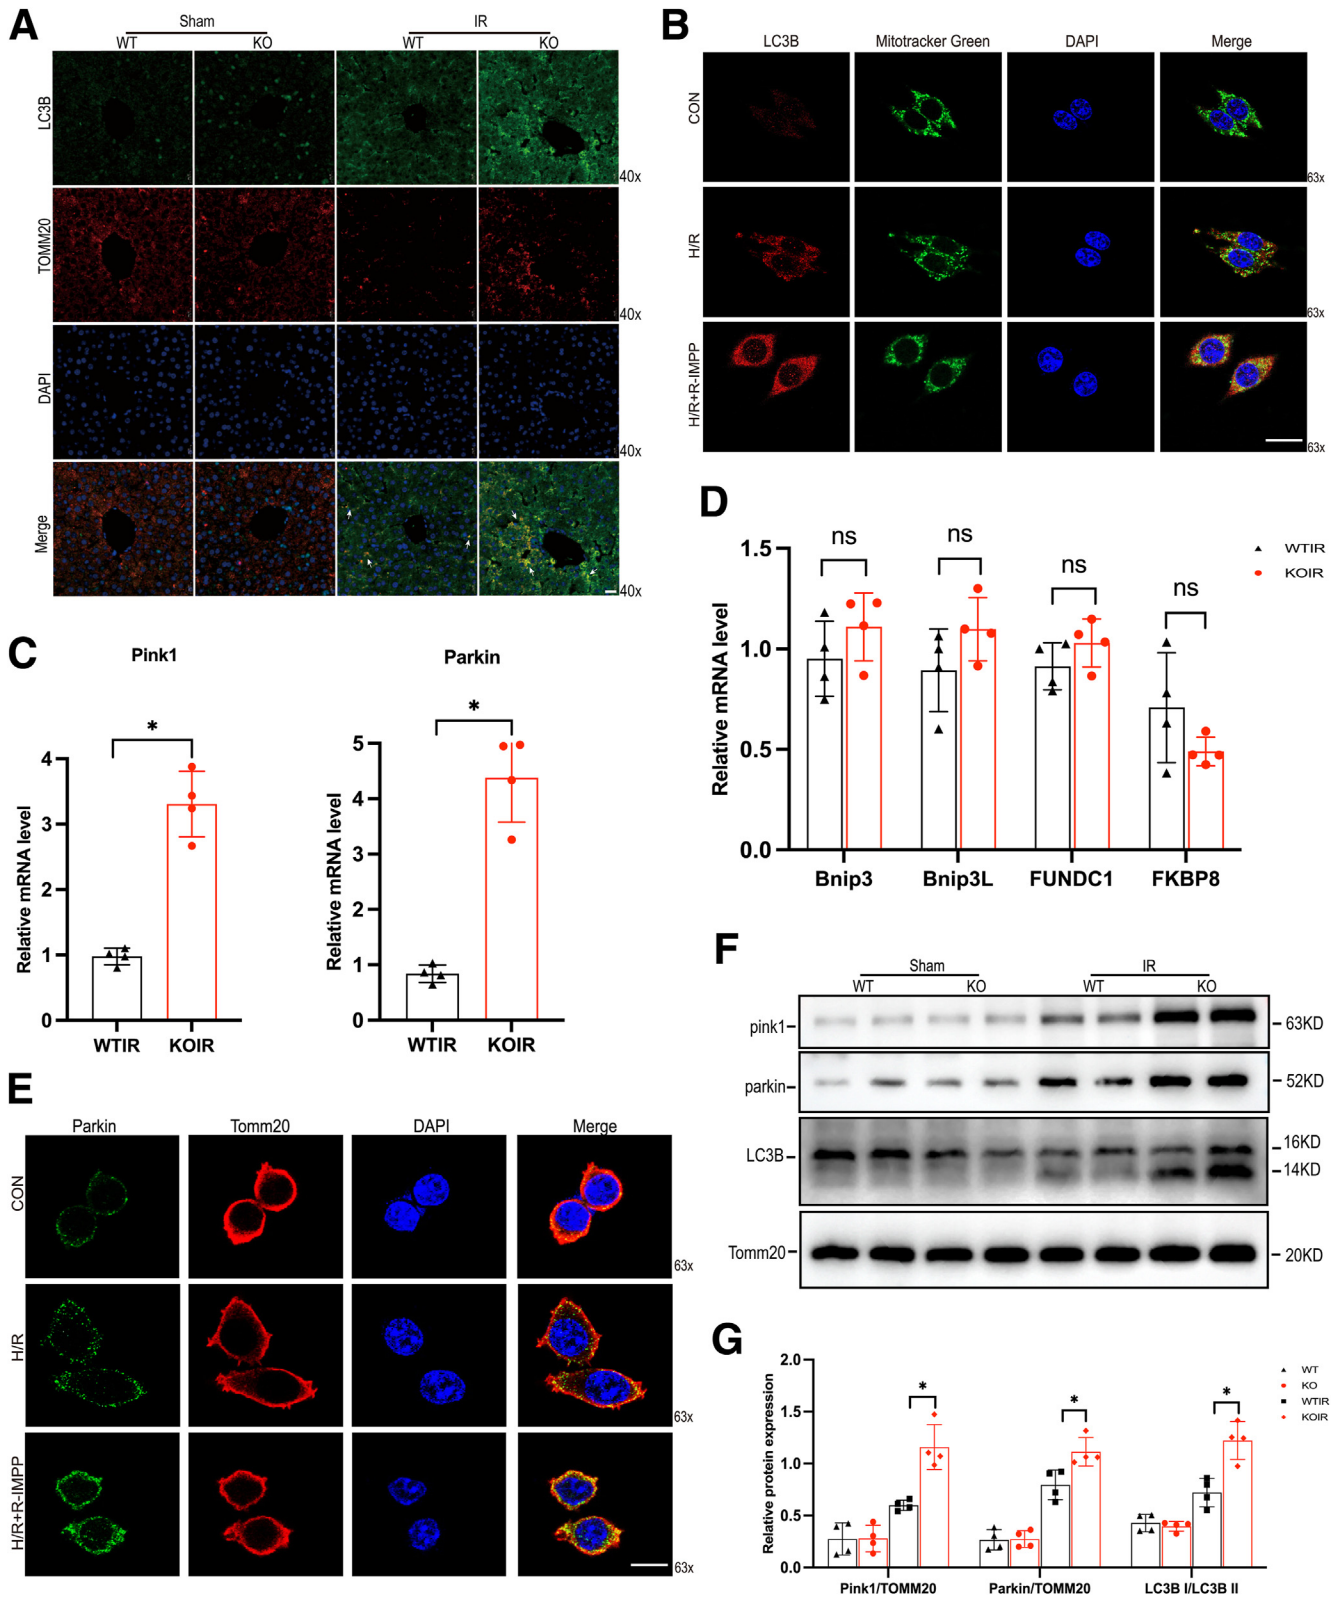 A
Sham
IR
WT
KO
WT
KO
LC3B
40x
TOMM20
40x
DAPI
40x
Merge
40x
B
LC3B
Mitotracker Green
DAPI
Merge
CON
63x
H/R
63x
H/R+R-IMPP
63x
C
Pink1
*
Relative mRNA level
4
3
2
1
0
WTIR
KOIR
Parkin
*
Relative mRNA level
5
4
3
2
1
0
WTIR
KOIR
D
ns
ns
ns
ns
WTIR
KOIR
Relative mRNA level
1.5
1.0
0.5
0.0
Bnip3
Bnip3L
FUNDC1
FKBP8
E
Parkin
Tomm20
DAPI
Merge
CON
63x
H/R
63x
H/R+R-IMPP
63x
F
Sham
IR
WT
KO
WT
KO
pink1
63KD
parkin
52KD
LC3B
16KD
14KD
Tomm20
20KD
G
Relative protein expression
2.0
1.5
1.0
0.5
0.0
*
*
*
WT
KO
WTIR
KOIR
Pink1/TOMM20
Parkin/TOMM20
LC3B I/LC3B II